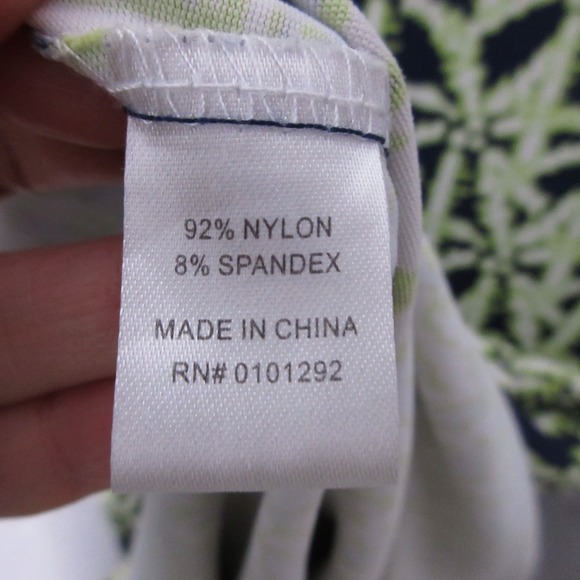 92% NYLON
8% SPANDEX
MADE IN CHINA
RN# 0101292